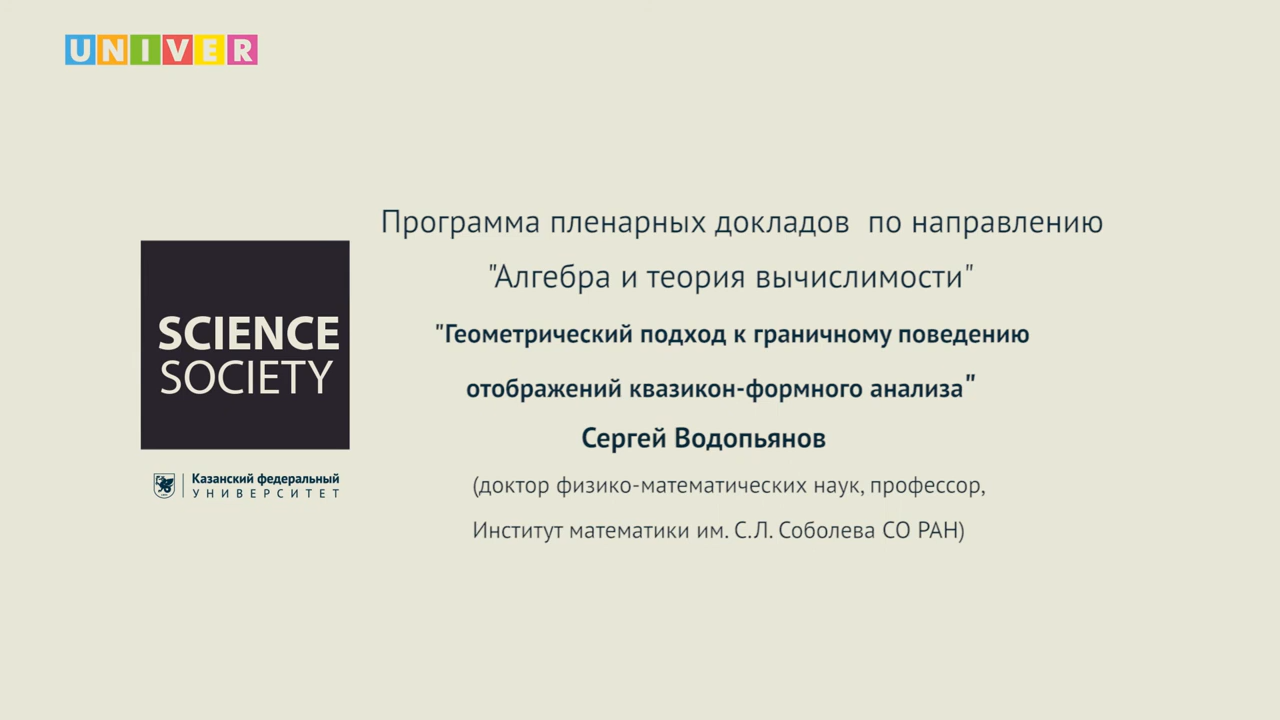 UNIVER
Программа пленарных докладов по направлению
"Алгебра и теория вычислимости"
"Геометрический подход к граничному поведению
отображений квазикон-формного анализа"
Сергей Водопьянов
(доктор физико-математических наук, профессор,
Институт математики им. С.Л. Соболева СО РАН)
SCIENCE
SOCIETY
Казанский федеральный
УНИВЕРСИТЕТ